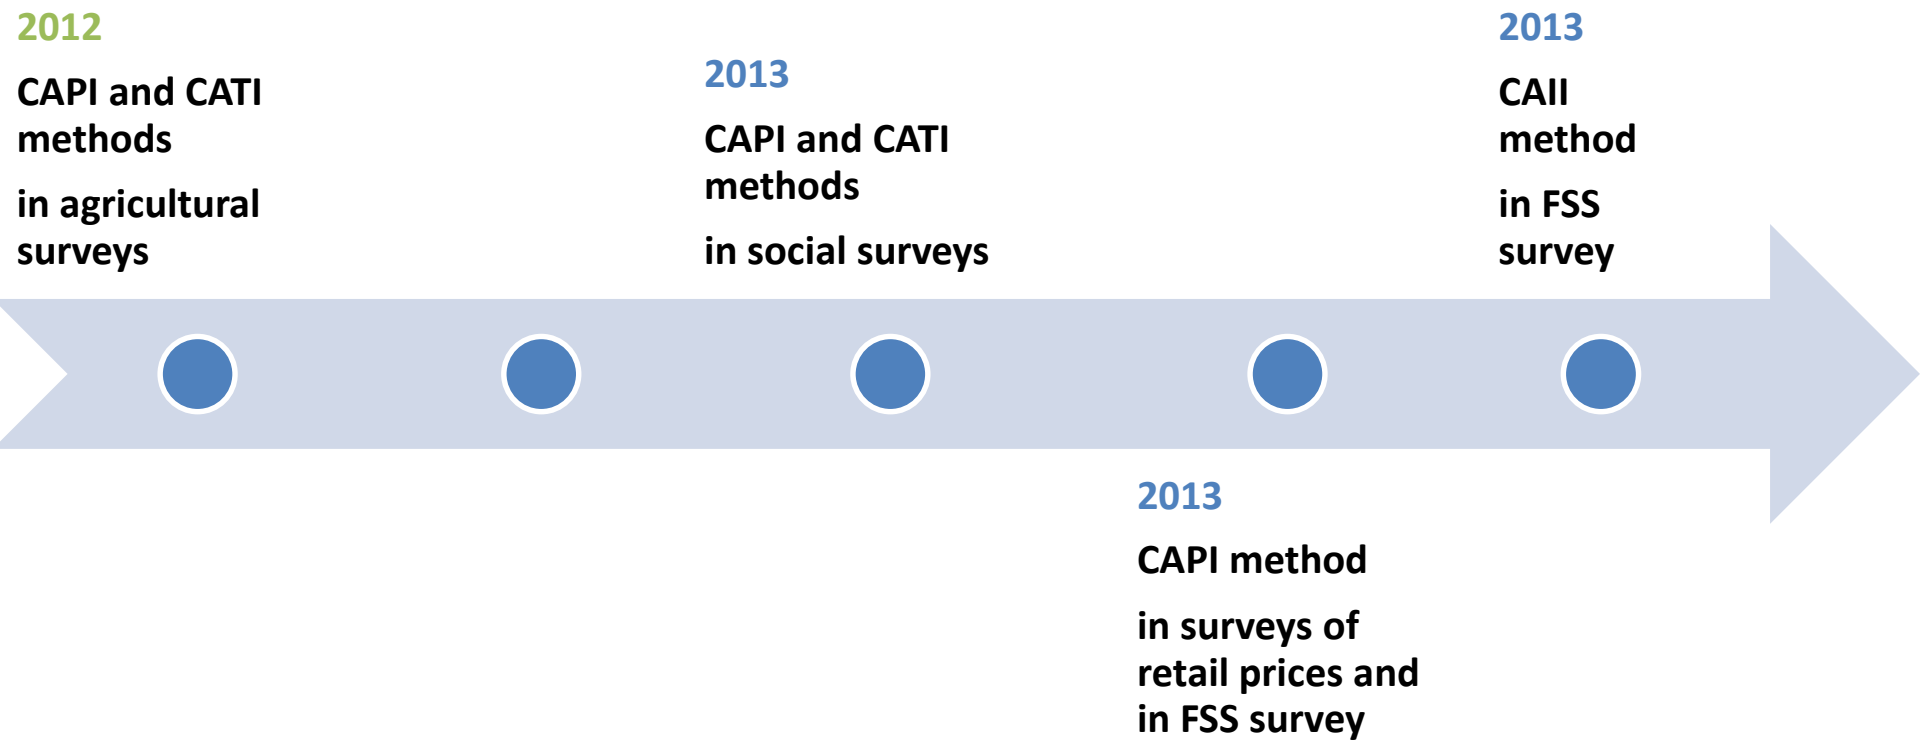 2012
CAPI and CATI
methods
in agricultural
surveys
2013
CAPI and CATI
methods
in social surveys
2013
CAPI method
in surveys of
retail prices and
in FSS survey
2013
CAII
method
in FSS
survey